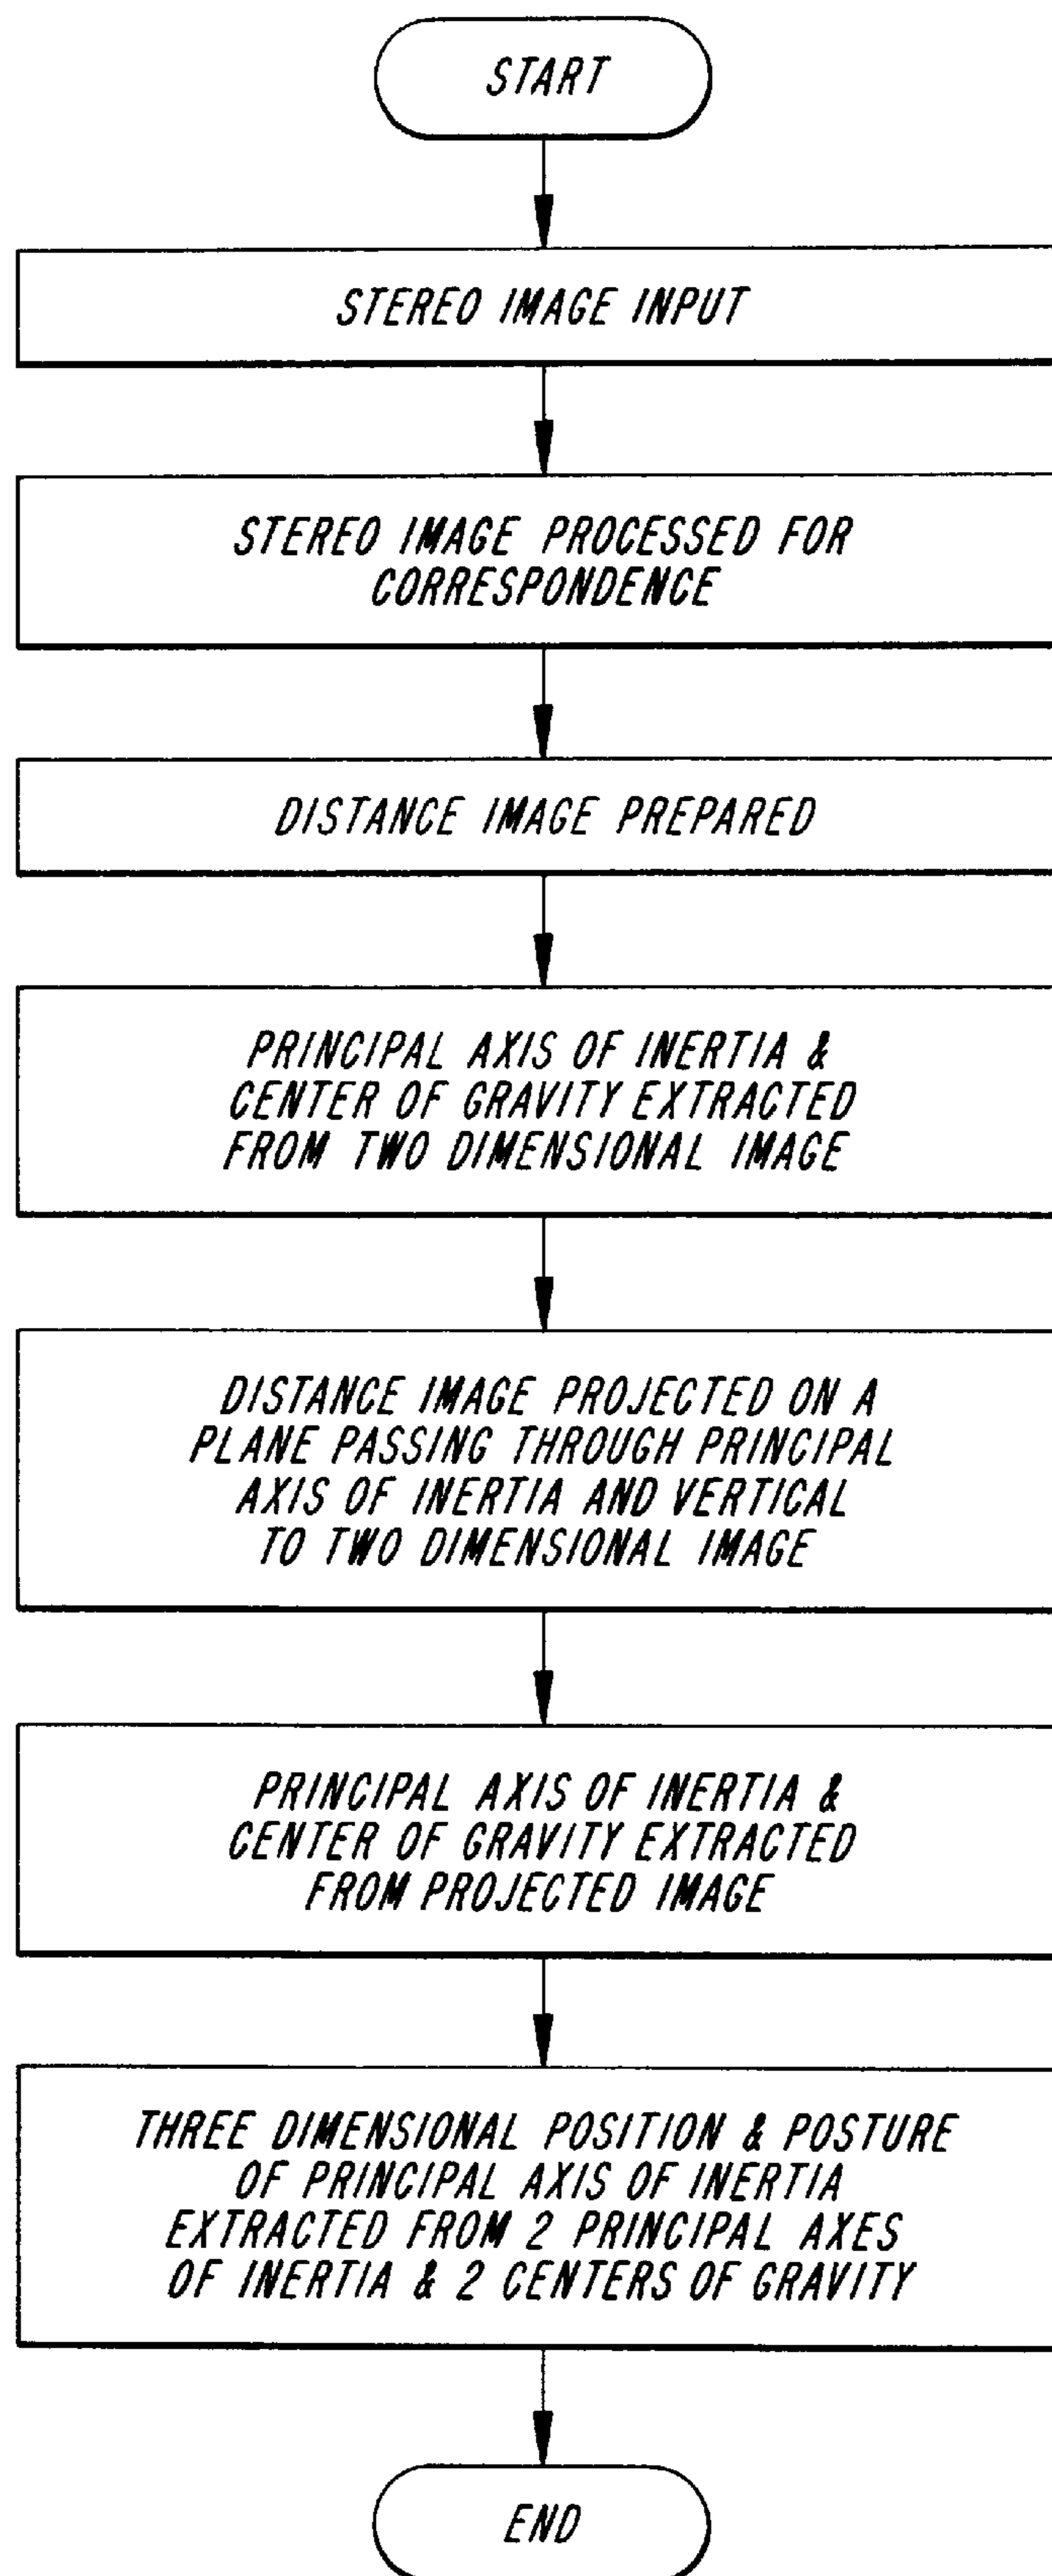 START
STEREO IMAGE INPUT
STEREO IMAGE PROCESSED FOR
CORRESPONDENCE
DISTANCE IMAGE PREPARED
PRINCIPAL AXIS OF INERTIA &
CENTER OF GRAVITY EXTRACTED
FROM TWO DIMENSIONAL IMAGE
DISTANCE IMAGE PROJECTED ON A
PLANE PASSING THROUGH PRINCIPAL
AXIS OF INERTIA AND VERTICAL
TO TWO DIMENSIONAL IMAGE
PRINCIPAL AXIS OF INERTIA &
CENTER OF GRAVITY EXTRACTED
FROM PROJECTED IMAGE
THREE DIMENSIONAL POSITION & POSTURE
OF PRINCIPAL AXIS OF INERTIA
EXTRACTED FROM 2 PRINCIPAL AXES
OF INERTIA & 2 CENTERS OF GRAVITY
END